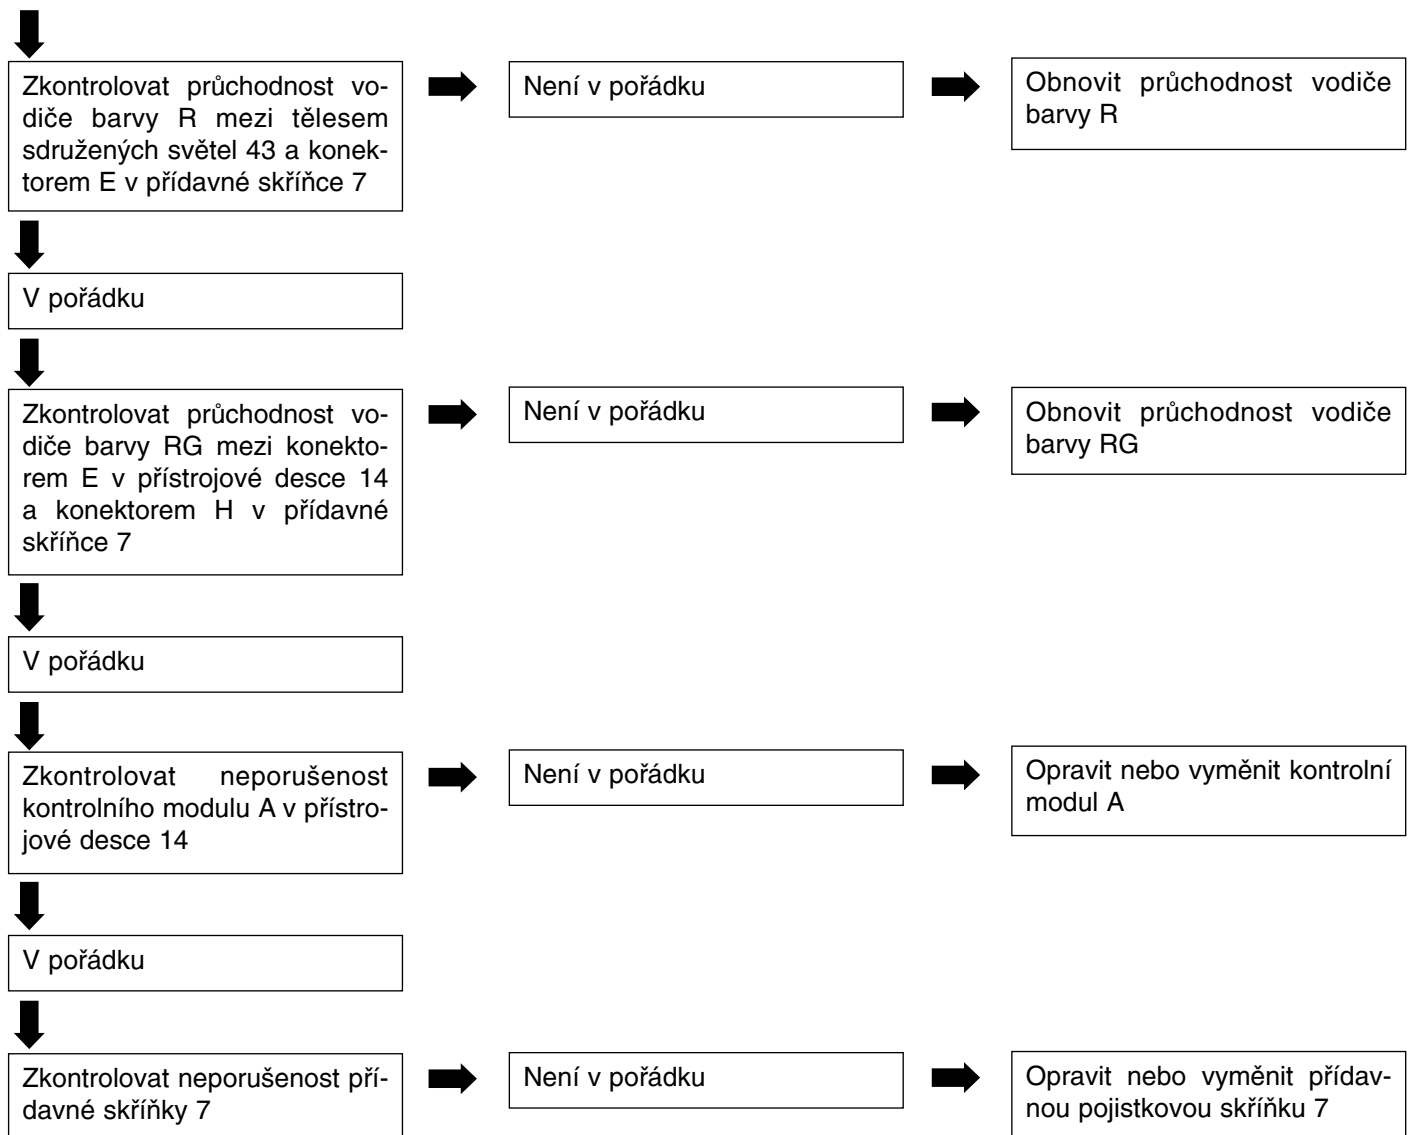 Zkontrolovat průchodnost vo-
diče barvy R mezi tělesem
sdružených světel 43 a konek-
torem E v přídavné skříňce 7
Není v pořádku
Obnovit průchodnost vodiče
barvy R
V pořádku
Zkontrolovat průchodnost vo-
diče barvy RG mezi konekto-
rem E v přístrojové desce 14
a konektorem H v přídavné
skříňce 7
Není v pořádku
Obnovit průchodnost vodiče
barvy RG
V pořádku
Zkontrolovat neporušenost
kontrolního modulu A v přístro-
jové desce 14
Není v pořádku
Opravit nebo vyměnit kontrolní
modul A
V pořádku
Zkontrolovat neporušenost pří-
davné skříňky 7
Není v pořádku
Opravit nebo vyměnit přídav-
nou pojistkovou skříňku 7